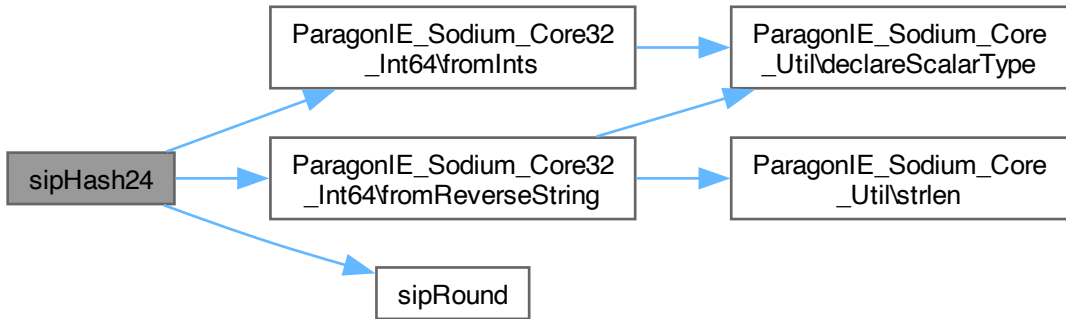 ParagonIE_Sodium_Core32
_Int64\fromInts
ParagonIE_Sodium_Core
_Util\declareScalarType
sipHash24
ParagonIE_Sodium_Core32
_Int64\fromReverseString
ParagonIE_Sodium_Core
_Util\strlen
sipRound